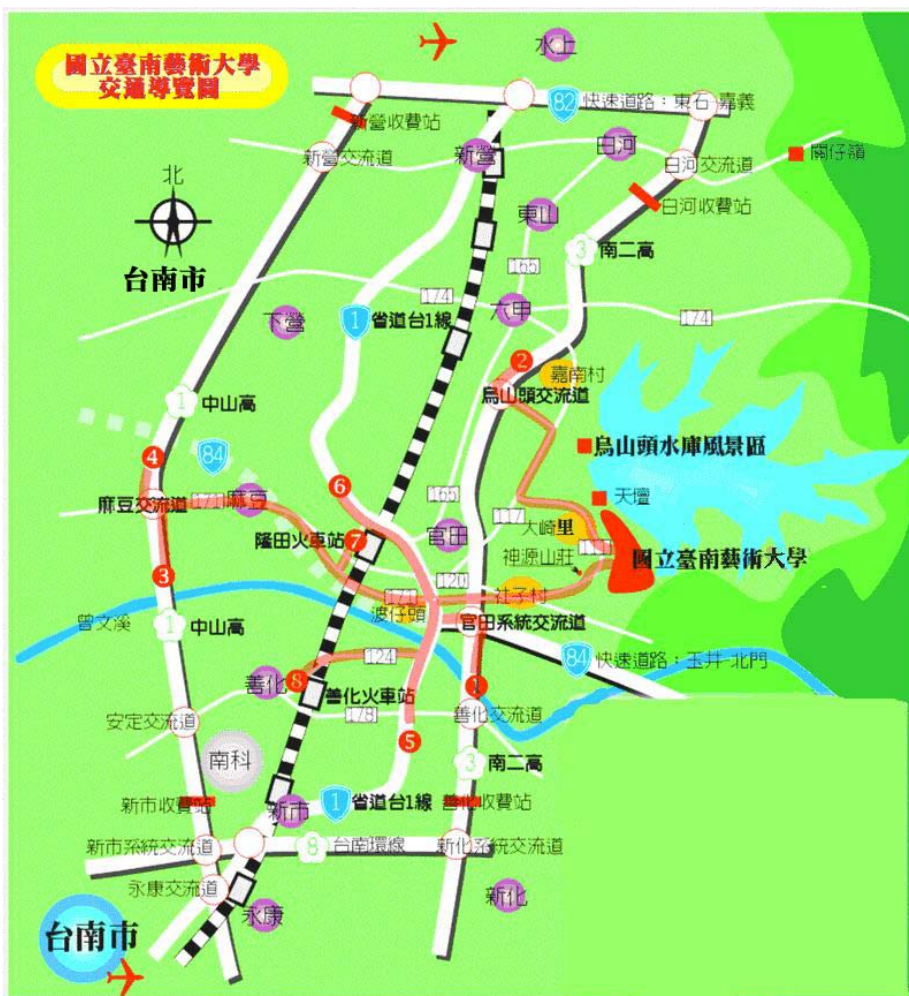 國立臺南藝術大學
交通導覽圖
水上
82 快速道路：東石 嘉義
新營收費站
新營交流道
新營
白河
白河交流道
關仔嶺
北
東山
白河收費站
3 南二高
台南市
165
174
六甲
174
下營
1 省道台1線
2
嘉南村
烏山頭交流道
1 中山高
4
84
烏山頭水庫風景區
6
麻豆交流道
171
麻豆
165
天壇
117
大崎里
隆田火車站
7
官田
神源山莊
國立臺南藝術大學
3
120
171
社子村
渡仔頭
曾文溪
1 中山高
官田系統交流道
124
84 快速道路：玉井-北門
善化
8
1
善化火車站
安定交流道
178
善化交流道
5
南科
3 南二高
新市收費站
新市
1 省道台1線
善化收費站
新市系統交流道
8 台南環線
新化系統交流道
永康交流道
新化
永康
台南市